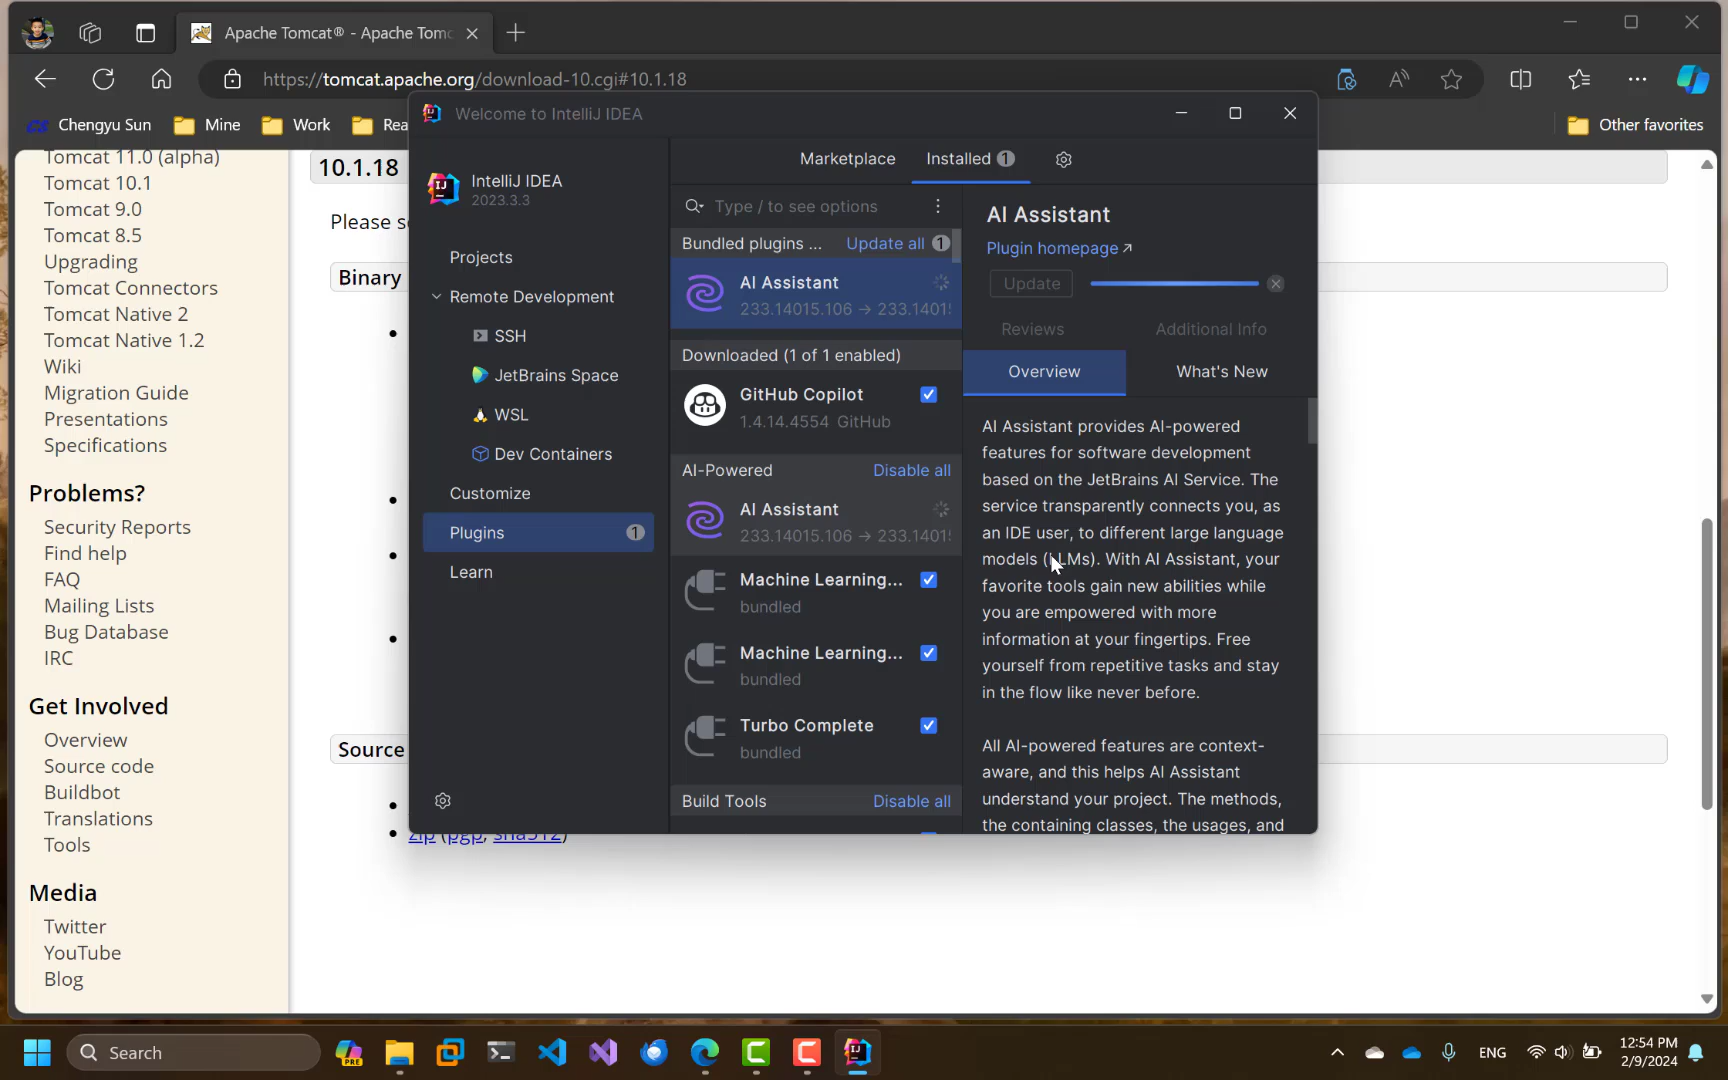 Apache Tomcat® - Apache Tomc
https://tomcat.apache.org/download-10.cgi#10.1.18
Chengyu Sun
Mine
Work
Rea
Other favorites
Tomcat 11.0 (alpha)
Tomcat 10.1
Tomcat 9.0
Tomcat 8.5
Upgrading
Tomcat Connectors
Tomcat Native 2
Tomcat Native 1.2
Wiki
Migration Guide
Presentations
Specifications
Problems?
Security Reports
Find help
FAQ
Mailing Lists
Bug Database
IRC
Get Involved
Overview
Source code
Buildbot
Translations
Tools
Media
Twitter
YouTube
Blog
10.1.18
Please s
Binary
Source
zip (pgp, sha512)
Welcome to IntelliJ IDEA
IntelliJ IDEA
2023.3.3
Projects
Remote Development
SSH
JetBrains Space
WSL
Dev Containers
Customize
Plugins 1
Learn
Marketplace
Installed 1
Type / to see options
Bundled plugins ... Update all 1
AI Assistant
233.14015.106 → 233.14015
Downloaded (1 of 1 enabled)
GitHub Copilot
1.4.14.4554 GitHub
AI-Powered Disable all
AI Assistant
233.14015.106 → 233.14015
Machine Learning...
bundled
Machine Learning...
bundled
Turbo Complete
bundled
Build Tools Disable all
AI Assistant
Plugin homepage ↗
Update
Reviews
Additional Info
Overview
What's New
AI Assistant provides AI-powered
features for software development
based on the JetBrains AI Service. The
service transparently connects you, as
an IDE user, to different large language
models (LLMs). With AI Assistant, your
favorite tools gain new abilities while
you are empowered with more
information at your fingertips. Free
yourself from repetitive tasks and stay
in the flow like never before.
All AI-powered features are context-
aware, and this helps AI Assistant
understand your project. The methods,
the containing classes, the usages, and
Search
PRE
ENG
12:54 PM
2/9/2024